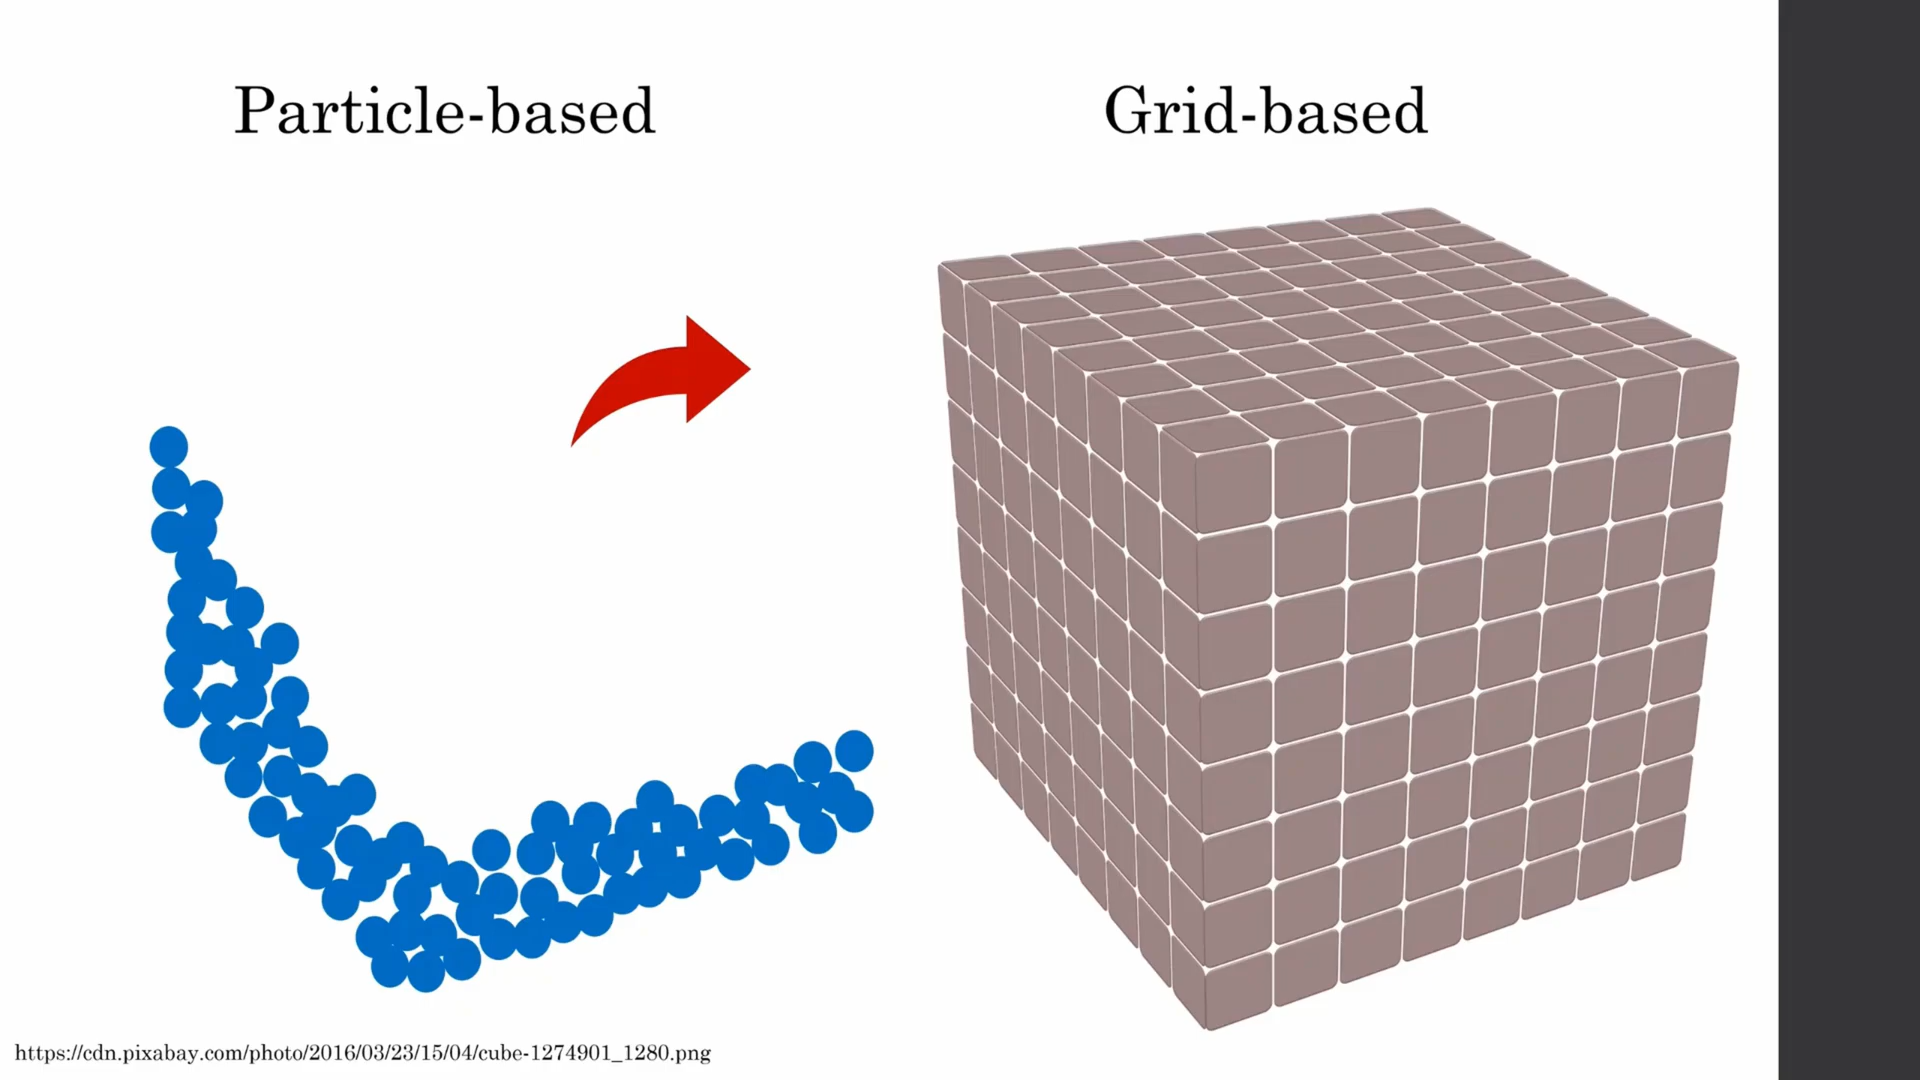 Particle-based
Grid-based
https://cdn.pixabay.com/photo/2016/03/23/15/04/cube-1274901_1280.png